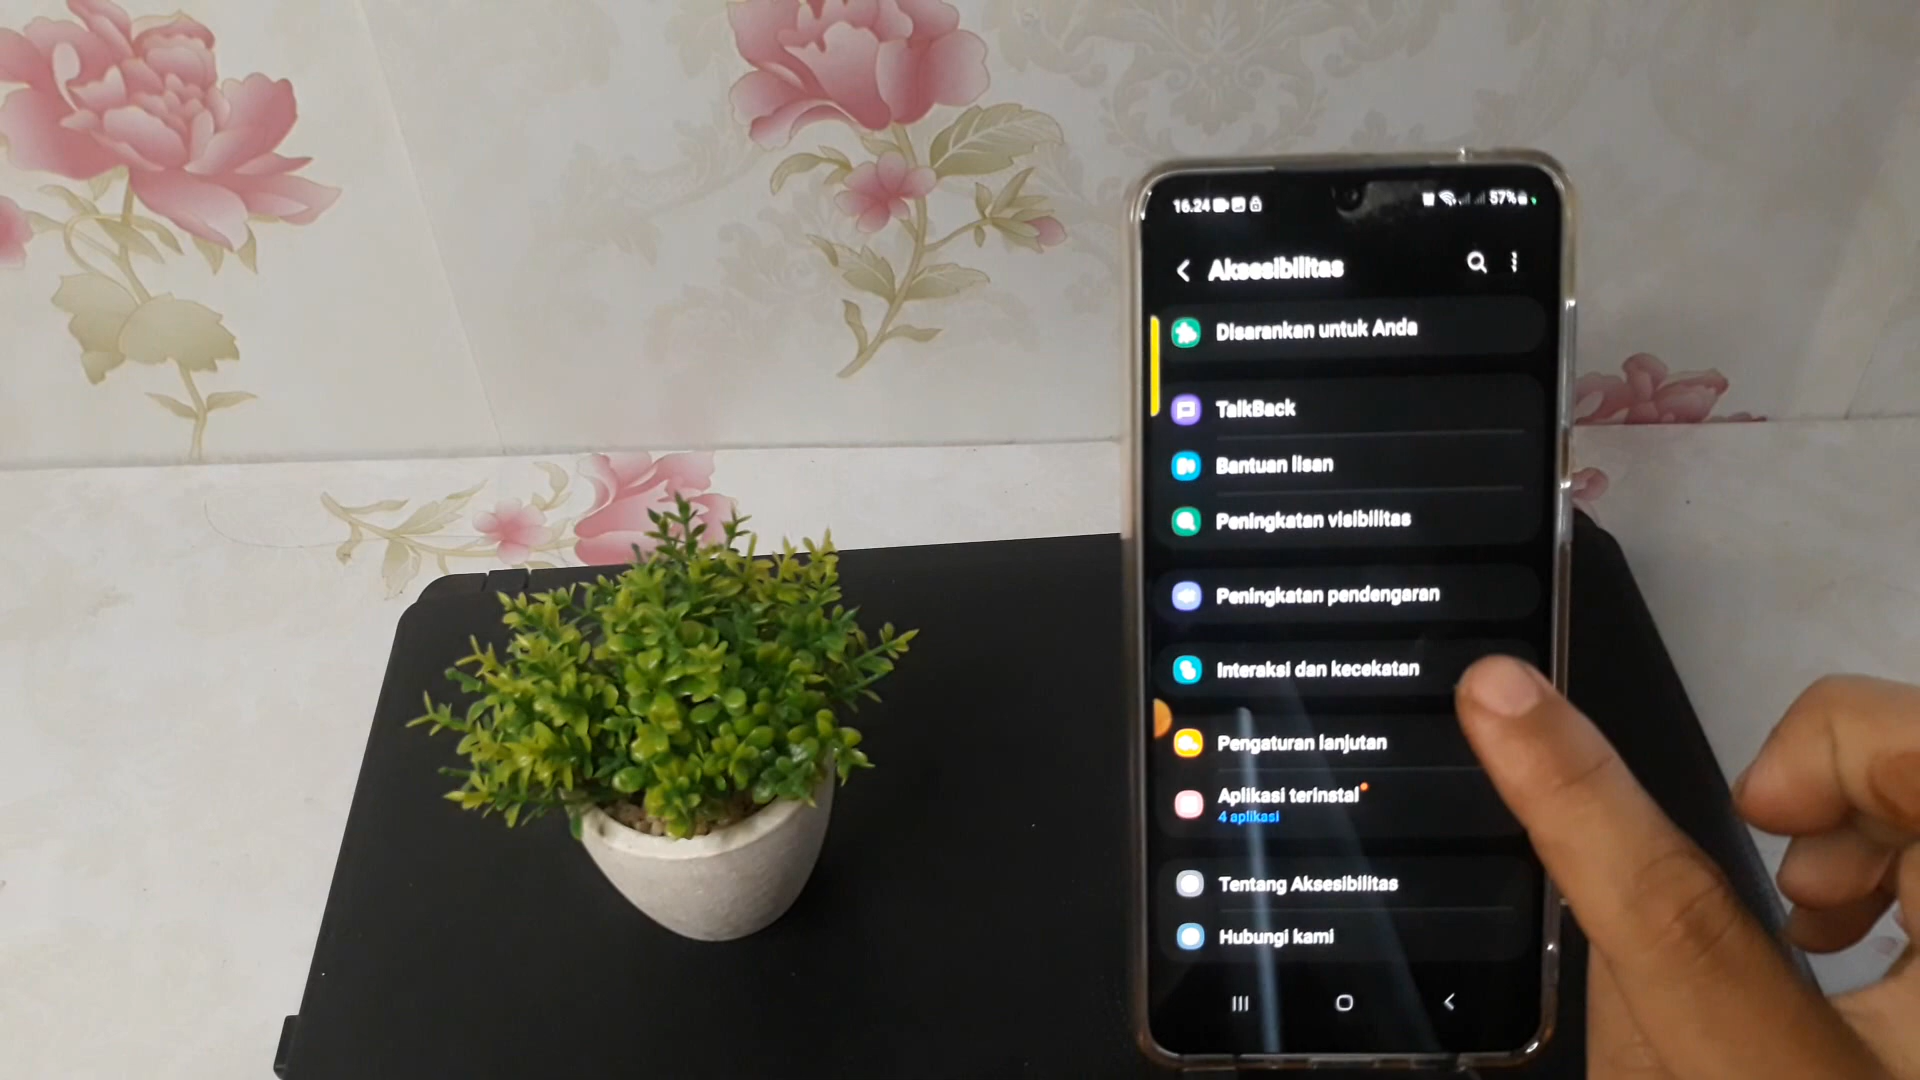 16.24 57%
Aksesibilitas
Disarankan untuk Anda
TalkBack
Bantuan lisan
Peningkatan visibilitas
Peningkatan pendengaran
Interaksi dan kecekatan
Pengaturan lanjutan
Aplikasi terinstal
4 aplikasi
Tentang Aksesibilitas
Hubungi kami